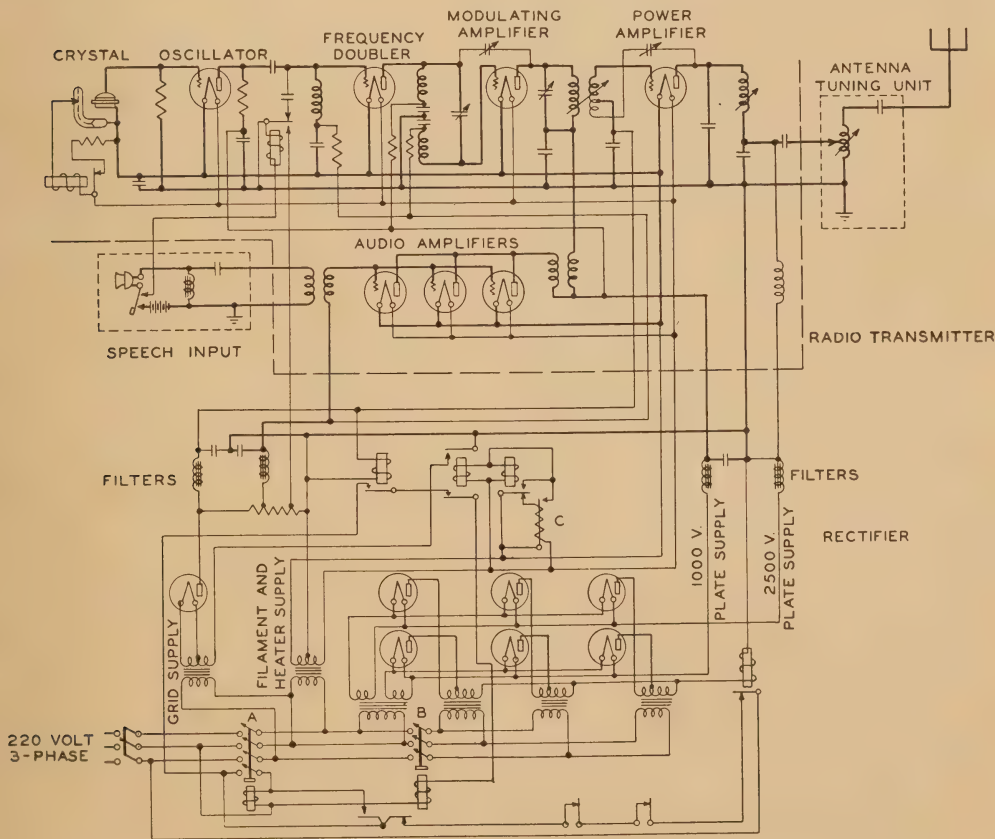 CRYSTAL
OSCILLATOR
FREQUENCY
DOUBLER
MODULATING
AMPLIFIER
POWER
AMPLIFIER
ANTENNA
TUNING UNIT
AUDIO AMPLIFIERS
SPEECH INPUT
RADIO TRANSMITTER
FILTERS
C
FILTERS
1000 V.
PLATE SUPPLY
2500 V.
PLATE SUPPLY
RECTIFIER
GRID SUPPLY
FILAMENT AND
HEATER SUPPLY
A
B
220 VOLT
3-PHASE